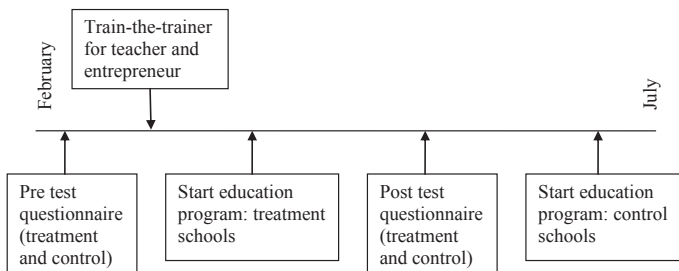 Train-the-trainer
for teacher and
entrepreneur
February
July
Pre test
questionnaire
(treatment
and control)
Start education
program: treatment
schools
Post test
questionnaire
(treatment and
control)
Start education
program: control
schools